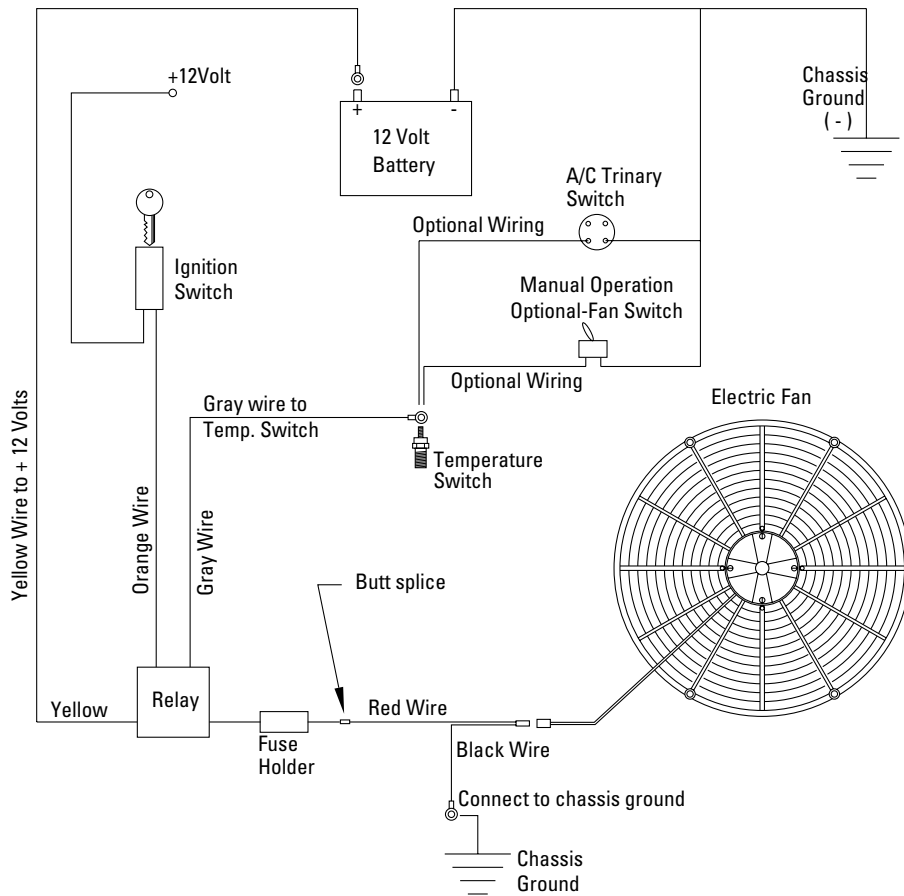 +12Volt
+ -
12 Volt
Battery
Chassis
Ground
( - )
A/C Trinary
Switch
Optional Wiring
Ignition
Switch
Manual Operation
Optional-Fan Switch
Optional Wiring
Yellow Wire to + 12 Volts
Orange Wire
Gray Wire
Gray wire to
Temp. Switch
Temperature
Switch
Electric Fan
Butt splice
Relay
Yellow
Fuse
Holder
Red Wire
Black Wire
Connect to chassis ground
Chassis
Ground